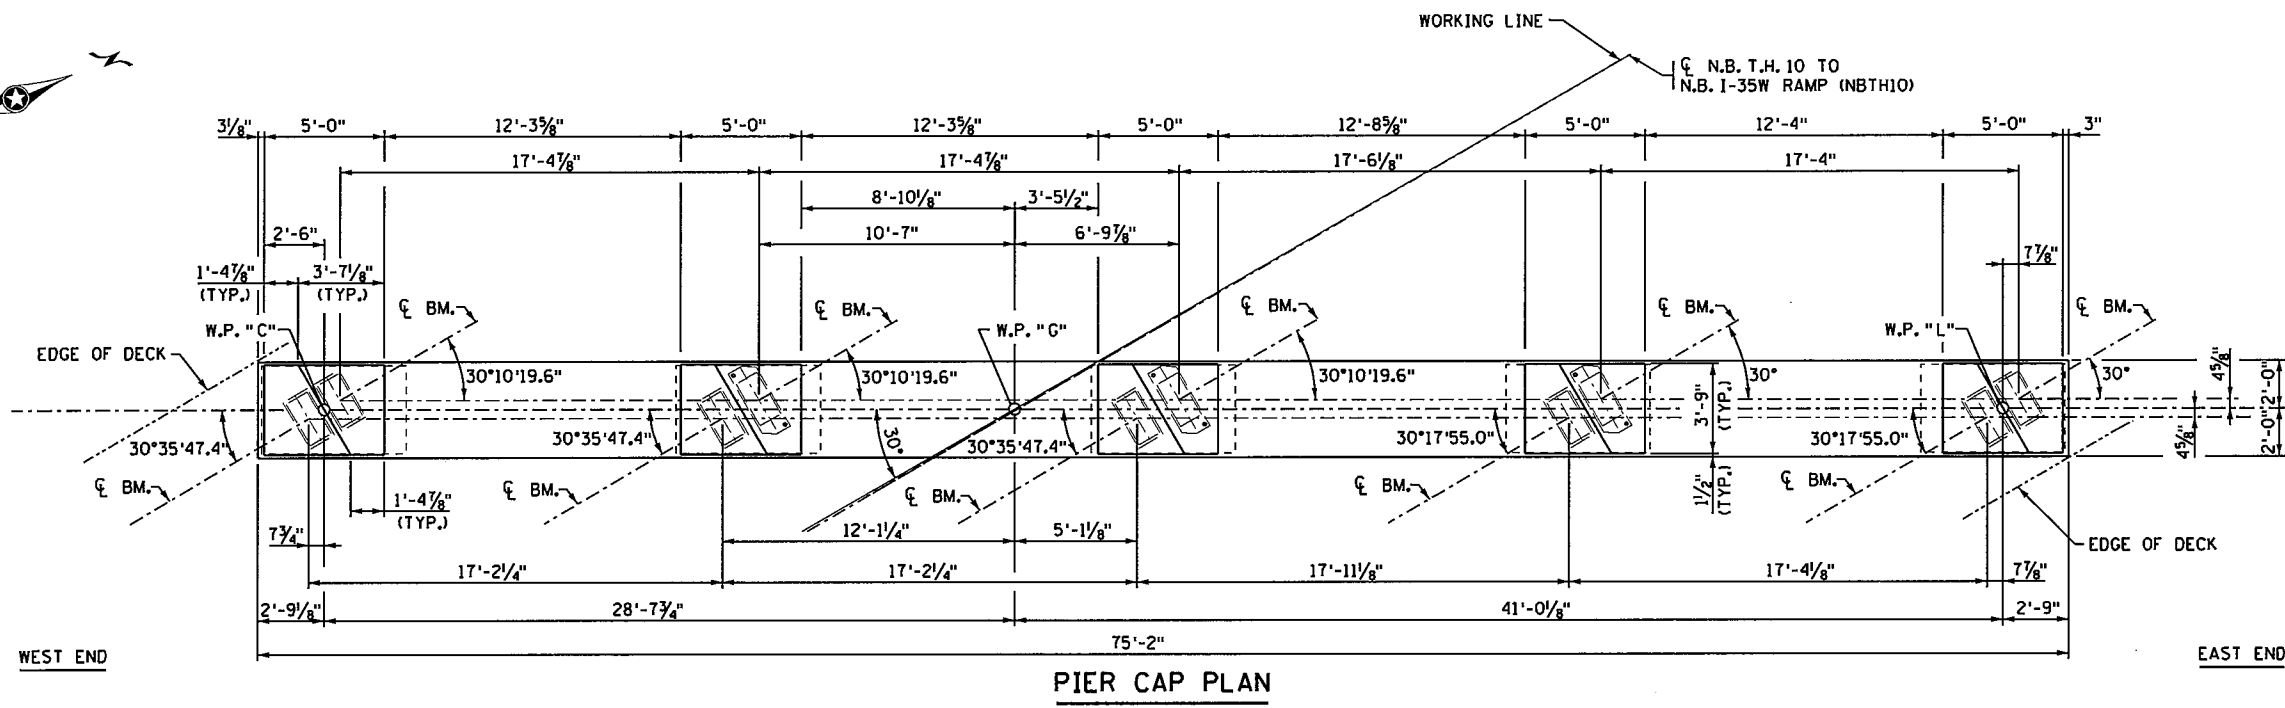 WORKING LINE
℄ N.B. T.H. 10 TO
N.B. I-35W RAMP (NBTH10)
3⅛" 5'-0" 12'-3⅝" 5'-0" 12'-3⅝" 5'-0" 12'-8⅝" 5'-0" 12'-4" 5'-0" 3"
17'-4⅞" 17'-4⅞" 17'-6⅛" 17'-4"
8'-10⅛" 3'-5½"
2'-6" 10'-7" 6'-9⅞"
7⅞"
1'-4⅞" 3'-7⅛"
(TYP.) (TYP.)
℄ BM. ℄ BM. ℄ BM. ℄ BM. ℄ BM.
W.P. "C" W.P. "G" W.P. "L"
EDGE OF DECK
30°10'19.6" 30°10'19.6" 30°10'19.6" 30° 30°
4⅝" 2'-0"
3'-9"
(TYP.)
30°35'47.4" 30°35'47.4" 30° 30°35'47.4" 30°17'55.0" 30°17'55.0"
4⅝" 2'-0"
℄ BM. ℄ BM. ℄ BM. ℄ BM. ℄ BM.
1½"
(TYP.)
1'-4⅞"
(TYP.)
7¾" 12'-1¼" 5'-1⅛"
EDGE OF DECK
17'-2¼" 17'-2¼" 17'-11⅛" 17'-4⅛" 7⅞"
2'-9⅛" 28'-7¾" 41'-0⅛" 2'-9"
75'-2"
WEST END EAST END
PIER CAP PLAN